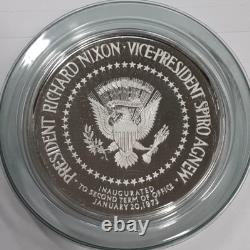 PRESIDENT RICHARD NIXON · VICE-PRESIDENT SPIRO AGNEW ·
INAUGURATED
TO SECOND TERM OF OFFICE
JANUARY 20, 1973